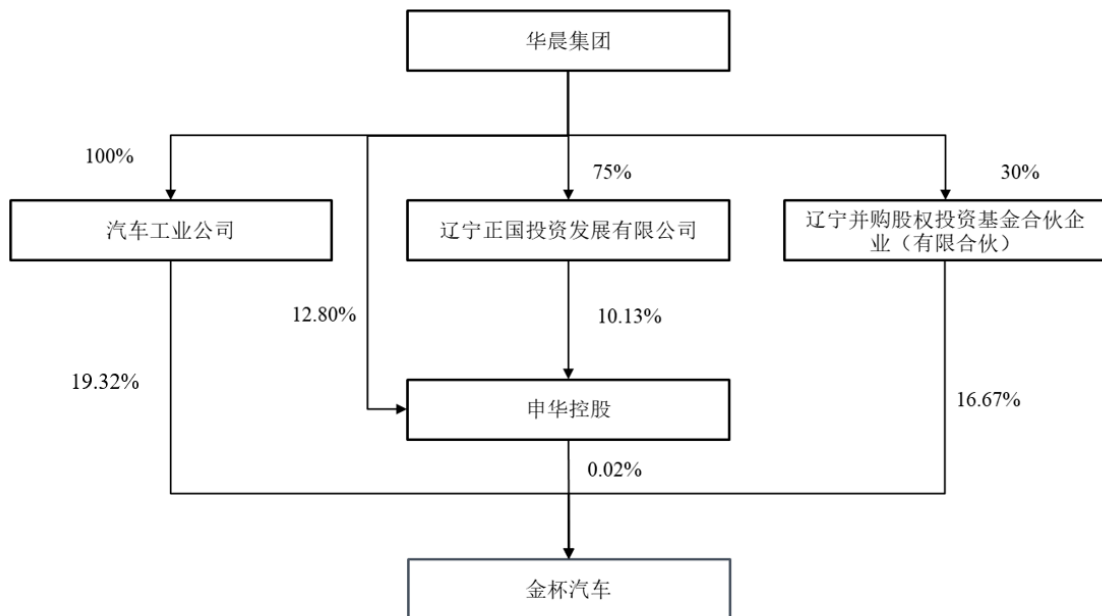 华晨集团
100%
75%
30%
汽车工业公司
辽宁正国投资发展有限公司
辽宁并购股权投资基金合伙企
业（有限合伙）
12.80%
10.13%
19.32%
16.67%
申华控股
0.02%
金杯汽车